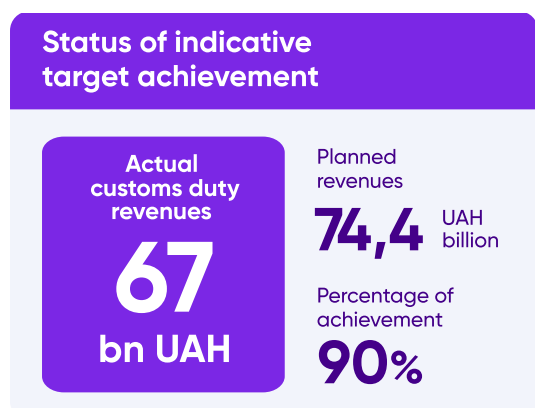 Status of indicative
target achievement
Actual
customs duty
revenues
67
bn UAH
Planned
revenues
74,4 UAH
billion
Percentage of
achievement
90%